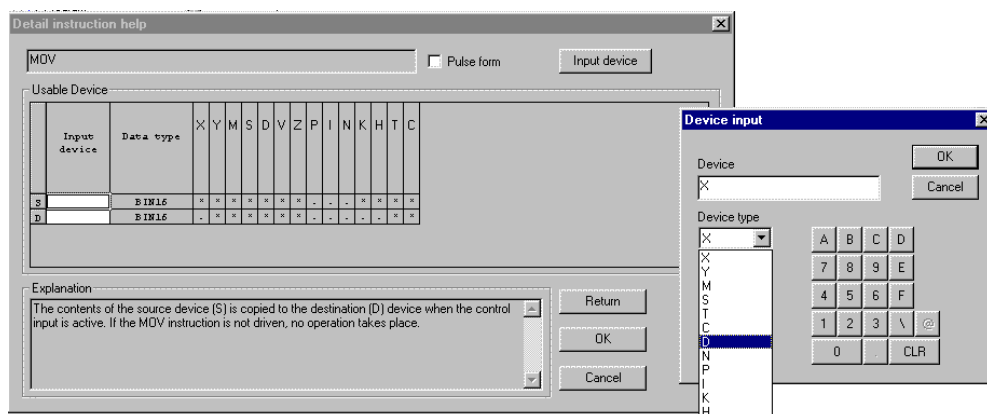 Detail instruction help
MOV
Pulse form
Input device
Usable Device
Input device
Data type
X Y M S D V Z P I N K H T C
S BIN16 * * * * * * * - - - * * * *
D BIN16 - * * * * * * - - - - - * *
Explanation
The contents of the source device (S) is copied to the destination (D) device when the control
input is active. If the MOV instruction is not driven, no operation takes place.
Return
OK
Cancel
Device input
Device
X
OK
Cancel
Device type
X
X
Y
M
S
T
C
D
N
P
I
K
H
A B C D
7 8 9 E
4 5 6 F
1 2 3 \ @
0 . CLR